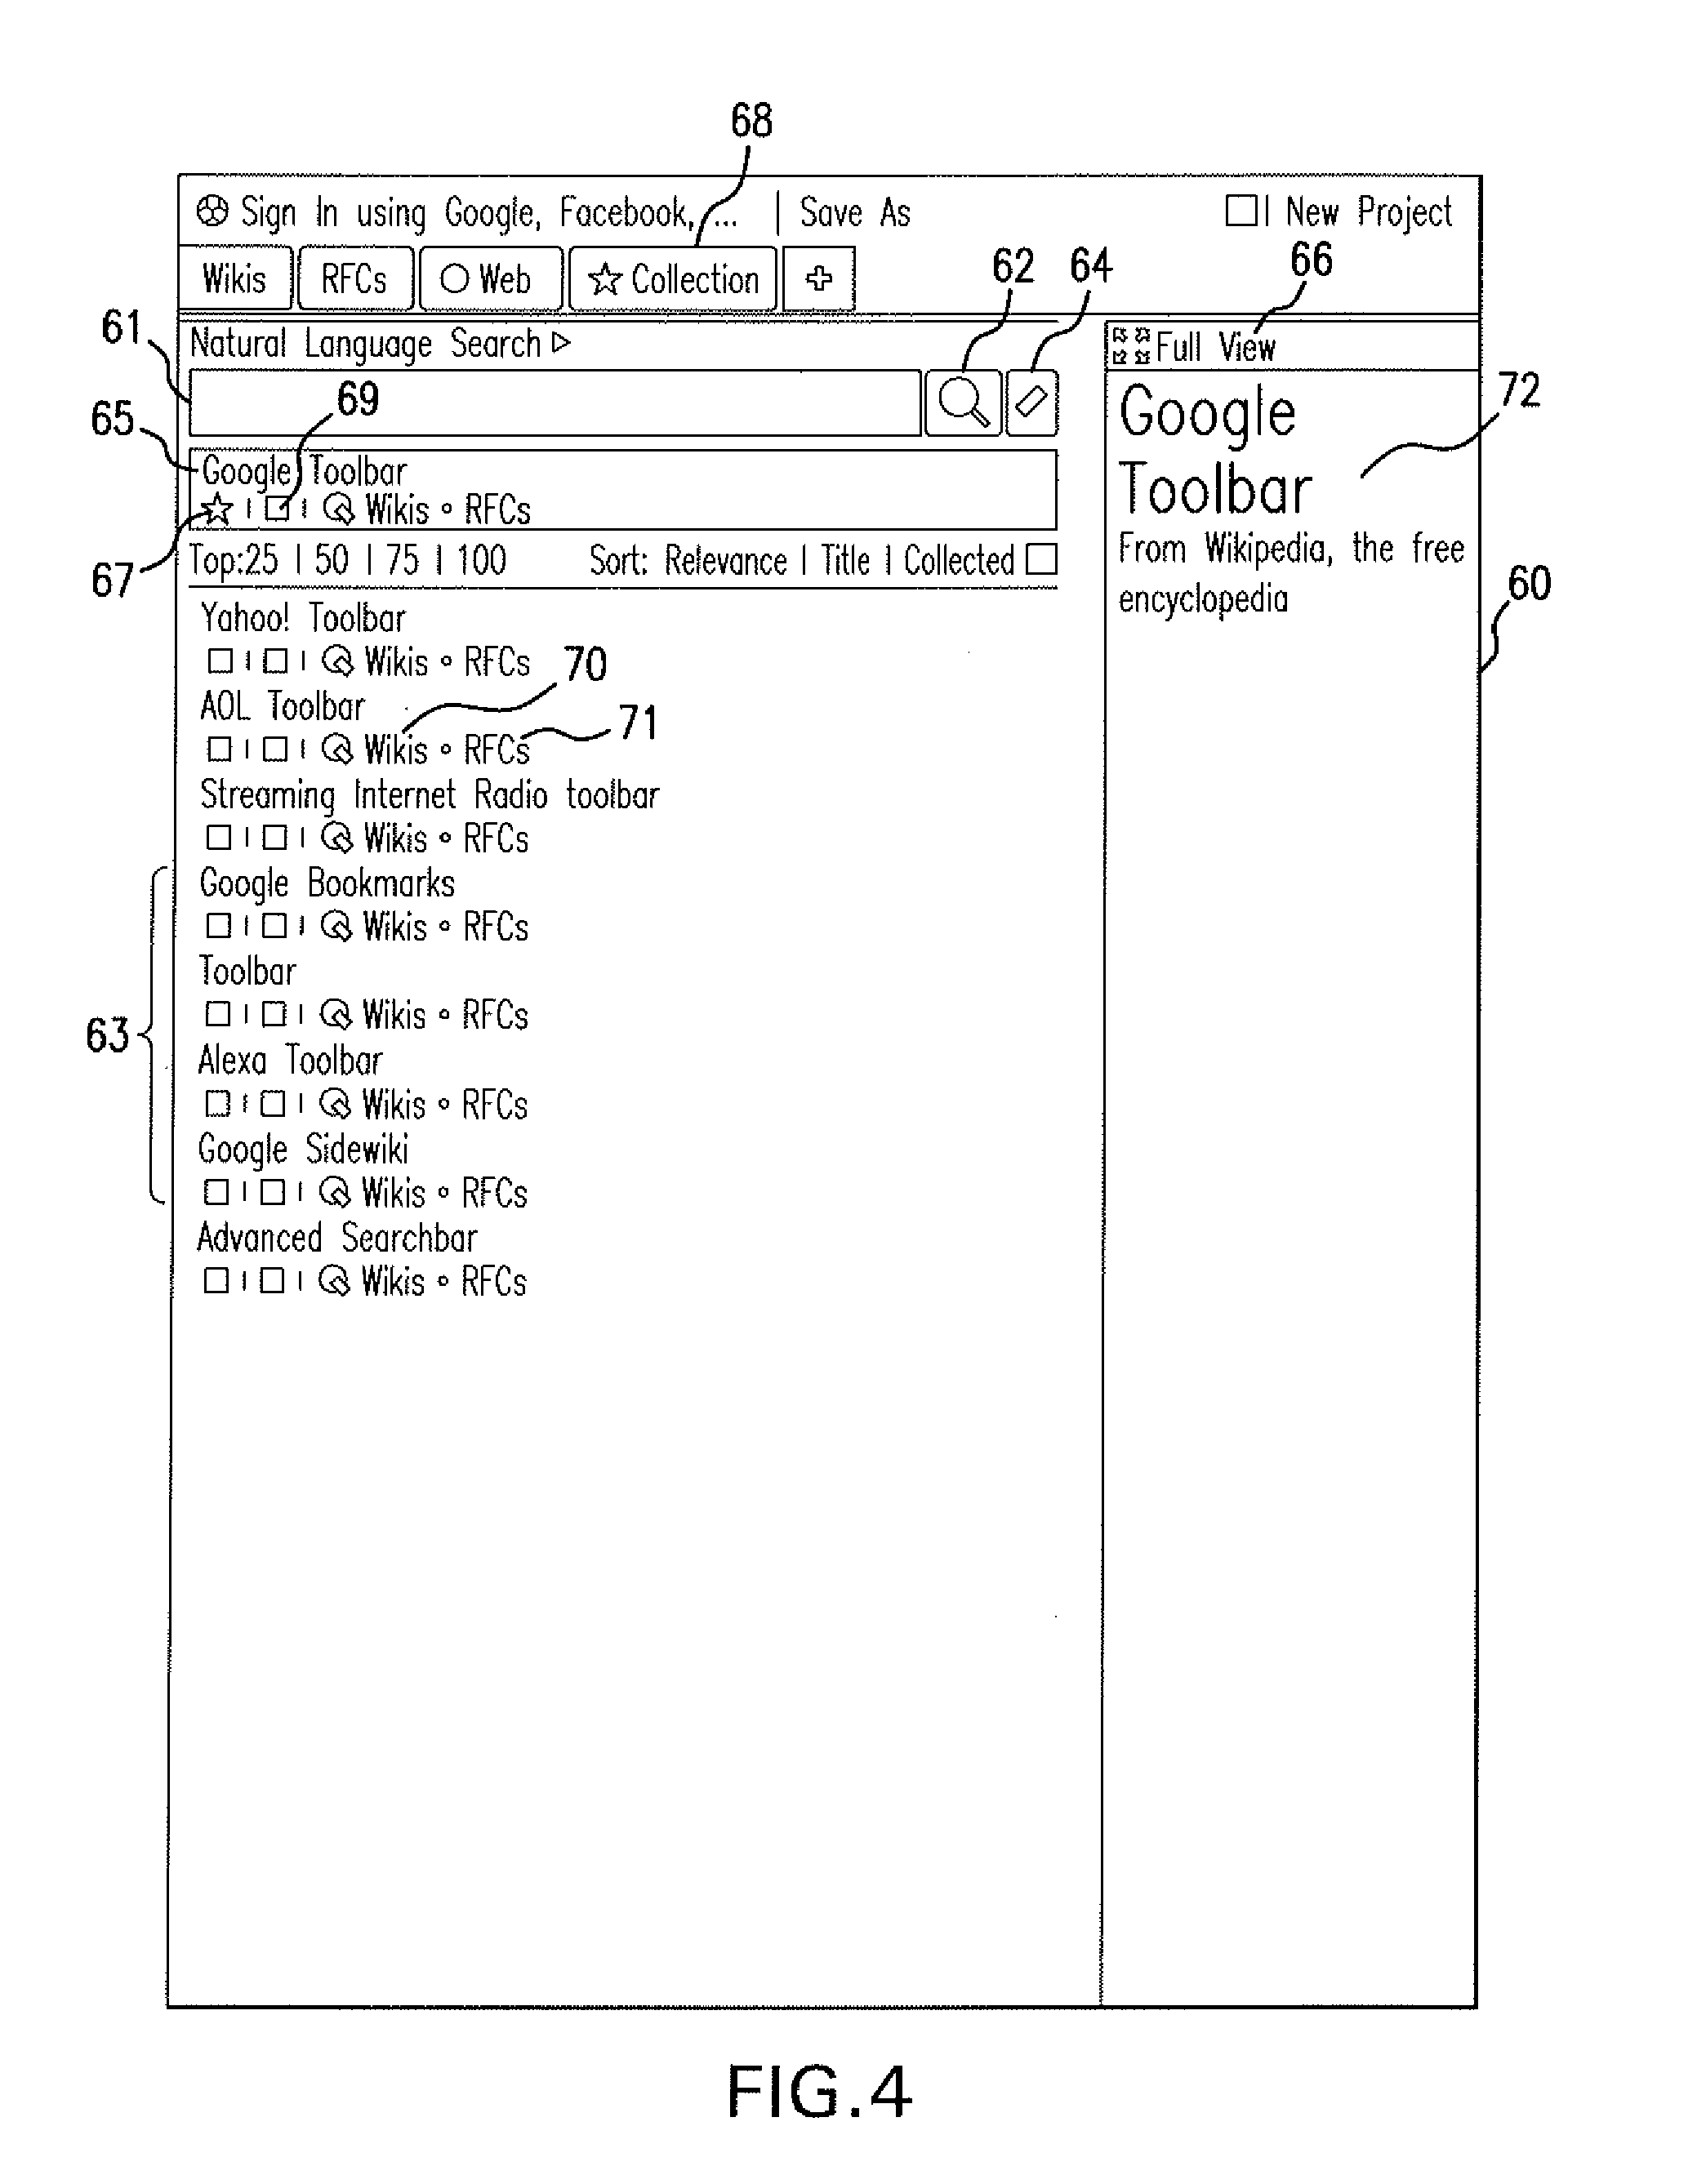 68
Sign In using Google, Facebook, ... | Save As
New Project
Wikis
RFCs
Web
Collection
62
64
66
61
Natural Language Search
Full View
69
72
65
Google Toolbar
Wikis ∘ RFCs
67
Top:25 | 50 | 75 | 100
Sort: Relevance | Title | Collected
Google
Toolbar
From Wikipedia, the free
encyclopedia
60
Yahoo! Toolbar
Wikis ∘ RFCs
70
AOL Toolbar
Wikis ∘ RFCs
71
Streaming Internet Radio toolbar
Wikis ∘ RFCs
Google Bookmarks
Wikis ∘ RFCs
Toolbar
Wikis ∘ RFCs
63
Alexa Toolbar
Wikis ∘ RFCs
Google Sidewiki
Wikis ∘ RFCs
Advanced Searchbar
Wikis ∘ RFCs
FIG.4